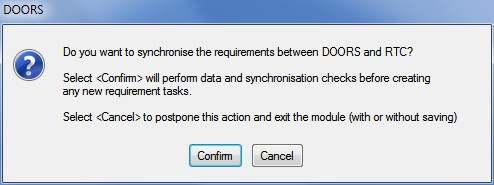 DOORS
Do you want to synchronise the requirements between DOORS and RTC?
Select <Confirm> will perform data and synchronisation checks before creating
any new requirement tasks.
Select <Cancel> to postpone this action and exit the module (with or without saving)
Confirm Cancel